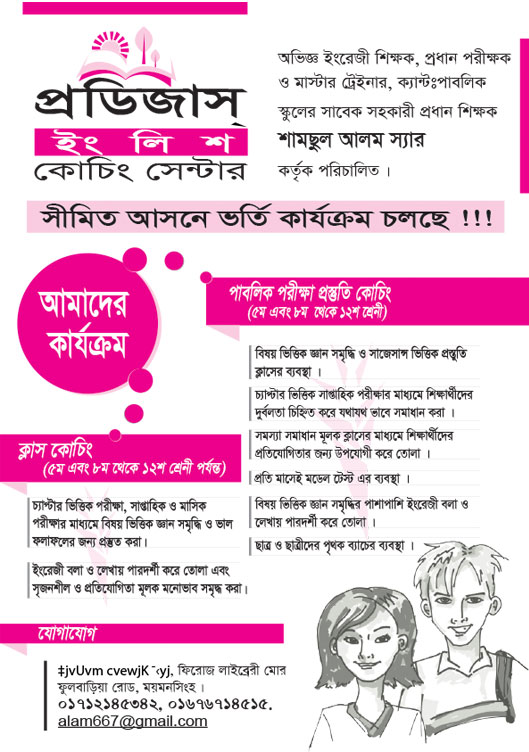 প্রডিজাস্
ইংলিশ
কোচিং সেন্টার
অভিজ্ঞ ইংরেজী শিক্ষক, প্রধান পরীক্ষক
ও মাস্টার ট্রেইনার, ক্যান্টঃপাবলিক
স্কুলের সাবেক সহকারী প্রধান শিক্ষক
শামছুল আলম স্যার
কর্তৃক পরিচালিত ।
সীমিত আসনে ভর্তি কার্যক্রম চলছে !!!
আমাদের
কার্যক্রম
পাবলিক পরীক্ষা প্রস্তুতি কোচিং
(৫ম এবং ৮ম থেকে ১২শ শ্রেনী)
বিষয় ভিত্তিক জ্ঞান সমৃদ্ধি ও সাজেসান্স ভিত্তিক প্রস্তুতি
ক্লাসের ব্যবস্থা ।
চ্যাপ্টার ভিত্তিক সাপ্তাহিক পরীক্ষার মাধ্যমে শিক্ষার্থীদের
দুর্বলতা চিহ্নিত করে যথাযথ ভাবে সমাধান করা ।
সমস্যা সমাধান মূলক ক্লাসের মাধ্যমে শিক্ষার্থীদের
প্রতিযোগিতার জন্য উপযোগী করে তোলা ।
প্রতি মাসেই মডেল টেস্ট এর ব্যবস্থা ।
বিষয় ভিত্তিক জ্ঞান সমৃদ্ধির পাশাপাশি ইংরেজী বলা ও
লেখায় পারদর্শী করে তোলা ।
ছাত্র ও ছাত্রীদের পৃথক ব্যাচের ব্যবস্থা ।
ক্লাস কোচিং
(৫ম এবং ৮ম থেকে ১২শ শ্রেনী পর্যন্ত)
চ্যাপ্টার ভিত্তিক পরীক্ষা, সাপ্তাহিক ও মাসিক
পরীক্ষার মাধ্যমে বিষয় ভিত্তিক জ্ঞান সমৃদ্ধি ও ভাল
ফলাফলের জন্য প্রস্তুত করা।
ইংরেজী বলা ও লেখায় পারদর্শী করে তোলা এবং
সৃজনশীল ও প্রতিযোগিতা মূলক মনোভাব সমৃদ্ধ করা।
যোগাযোগ
‡jvUvm cvewjK ¯‹yj, ফিরোজ লাইব্রেরী মোর
ফুলবাড়িয়া রোড, ময়মনসিংহ ।
০১৭১২১৪৫৩৪২, ০১৬৭৬৭১৪৫১৫.
alam667@gmail.com